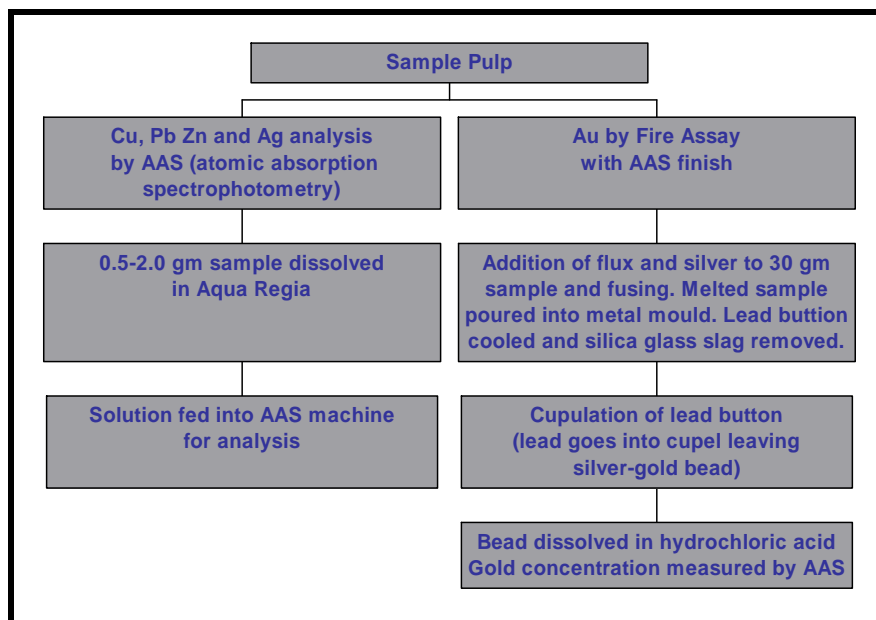 Sample Pulp
Cu, Pb Zn and Ag analysis
by AAS (atomic absorption
spectrophotometry)
0.5-2.0 gm sample dissolved
in Aqua Regia
Solution fed into AAS machine
for analysis
Au by Fire Assay
with AAS finish
Addition of flux and silver to 30 gm
sample and fusing. Melted sample
poured into metal mould. Lead buttion
cooled and silica glass slag removed.
Cupulation of lead button
(lead goes into cupel leaving
silver-gold bead)
Bead dissolved in hydrochloric acid
Gold concentration measured by AAS